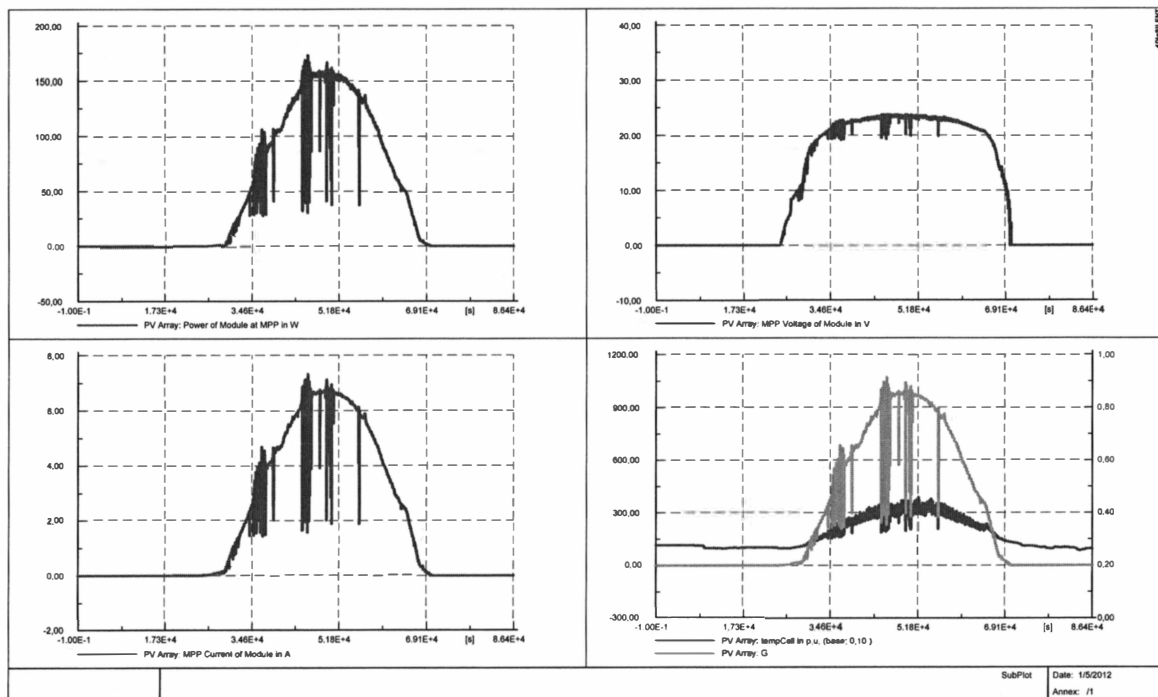 200,00
150,00
100,00
50,00
0,00
-50,00
-1.00E-1 1.73E+4 3.46E+4 5.18E+4 6.91E+4 [s] 8.64E+4
PV Array: Power of Module at MPP in W
40,00
30,00
20,00
10,00
0,00
-10,00
-1.00E-1 1.73E+4 3.46E+4 5.18E+4 6.91E+4 [s] 8.64E+4
PV Array: MPP Voltage of Module in V
8,00
6,00
4,00
2,00
0,00
-2,00
-1.00E-1 1.73E+4 3.46E+4 5.18E+4 6.91E+4 [s] 8.64E+4
PV Array: MPP Current of Module in A
1200,00 1,00
900,00 0,80
600,00 0,60
300,00 0,40
0,00 0,20
-300,00 0,00
-1.00E-1 1.73E+4 3.46E+4 5.18E+4 6.91E+4 [s] 8.64E+4
PV Array: tempCell in p,u, (base: 0,10 )
PV Array: G
SubPlot
Date: 1/5/2012
Annex: /1